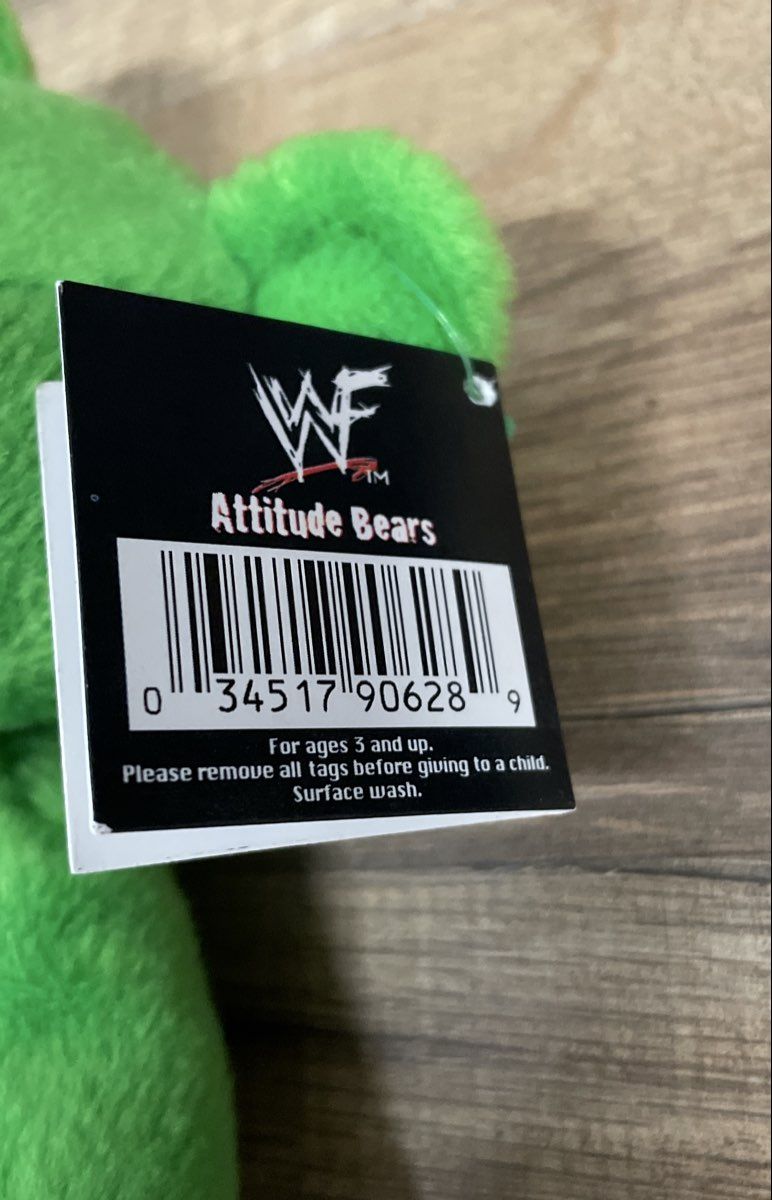 WF
TM
Attitude Bears
0 34517 90628 9
For ages 3 and up.
Please remove all tags before giving to a child.
Surface wash.